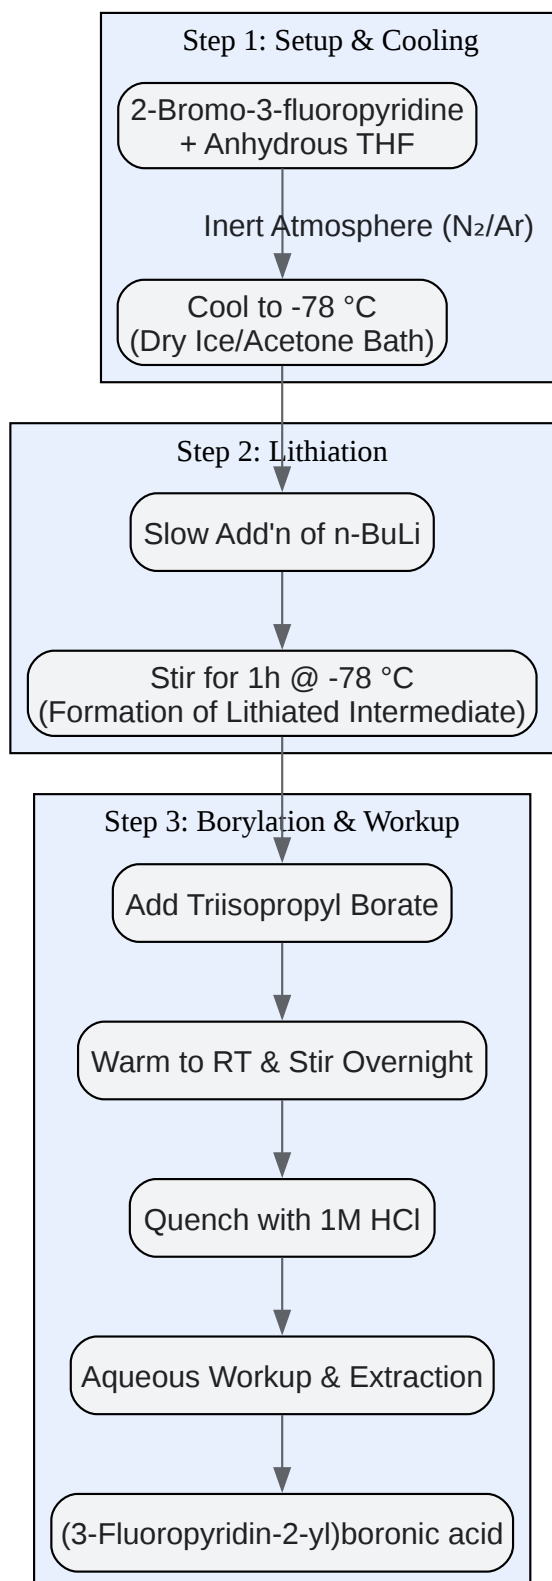 Step 1: Setup & Cooling
2-Bromo-3-fluoropyridine
+ Anhydrous THF
Inert Atmosphere (N₂/Ar)
Cool to -78 °C
(Dry Ice/Acetone Bath)
Step 2: Lithiation
Slow Add'n of n-BuLi
Stir for 1h @ -78 °C
(Formation of Lithiated Intermediate)
Step 3: Borylation & Workup
Add Triisopropyl Borate
Warm to RT & Stir Overnight
Quench with 1M HCl
Aqueous Workup & Extraction
(3-Fluoropyridin-2-yl)boronic acid